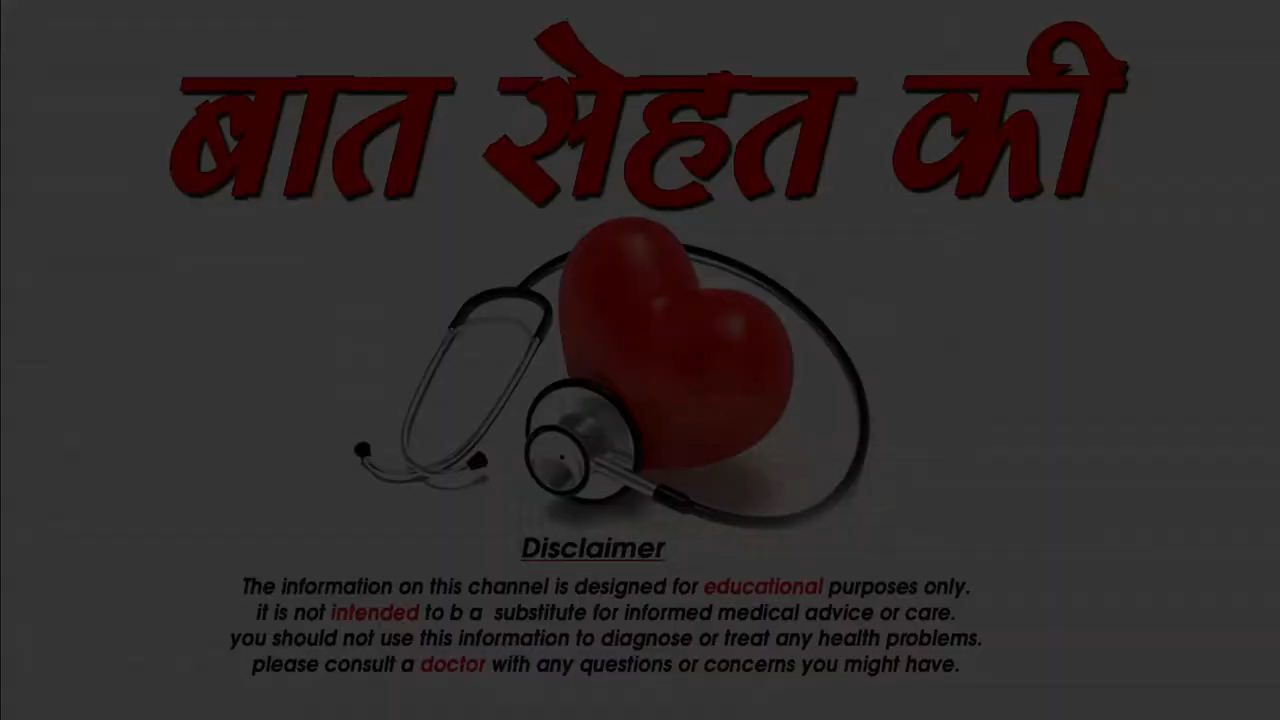 बात सेहत की
Disclaimer
The information on this channel is designed for educational purposes only.
it is not intended to b a substitute for informed medical advice or care.
you should not use this information to diagnose or treat any health problems.
please consult a doctor with any questions or concerns you might have.